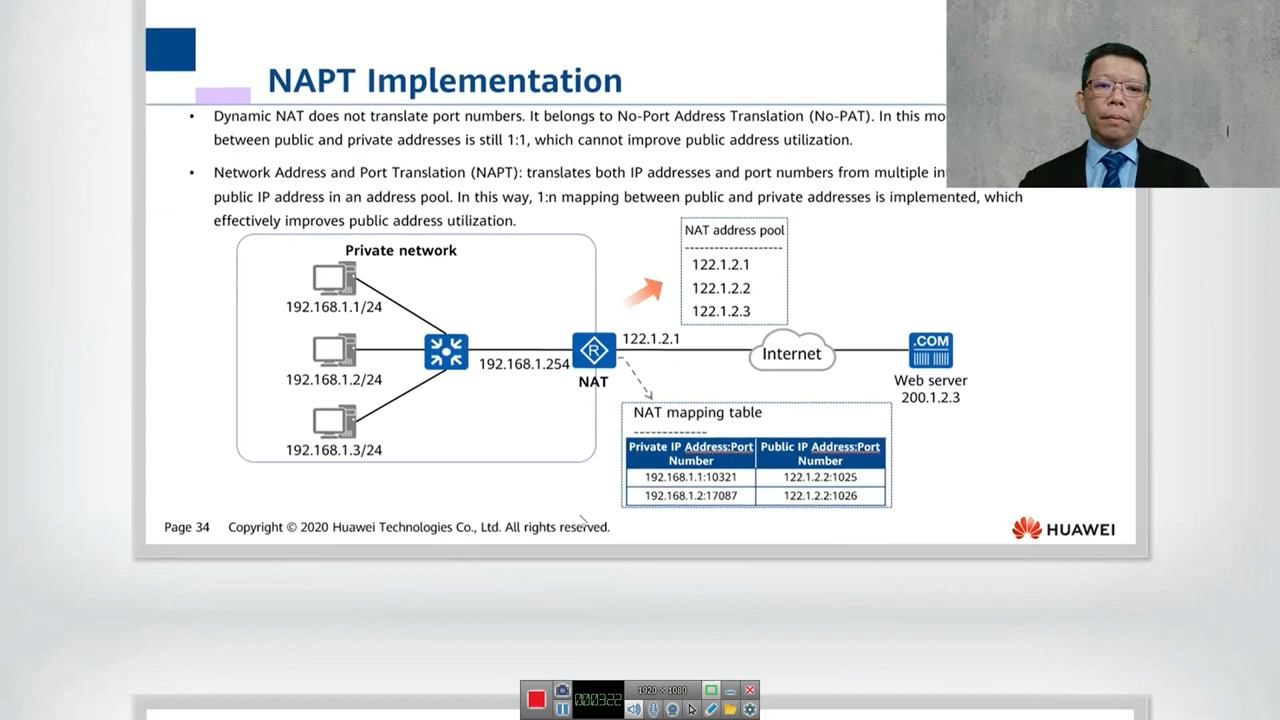 NAPT Implementation
• Dynamic NAT does not translate port numbers. It belongs to No-Port Address Translation (No-PAT). In this
between public and private addresses is still 1:1, which cannot improve public address utilization.
• Network Address and Port Translation (NAPT): translates both IP addresses and port numbers from multiple
public IP address in an address pool. In this way, 1:n mapping between public and private addresses is implemented, which
effectively improves public address utilization.
Private network
192.168.1.1/24
192.168.1.2/24
192.168.1.3/24
192.168.1.254
NAT
122.1.2.1
NAT address pool
122.1.2.1
122.1.2.2
122.1.2.3
Internet
.COM
Web server
200.1.2.3
NAT mapping table
Private IP Address:Port Number
Public IP Address:Port Number
192.168.1.1:10321 122.1.2.2:1025
192.168.1.2:17087 122.1.2.2:1026
Page 34 Copyright © 2020 Huawei Technologies Co., Ltd. All rights reserved.
HUAWEI
1920 × 1080